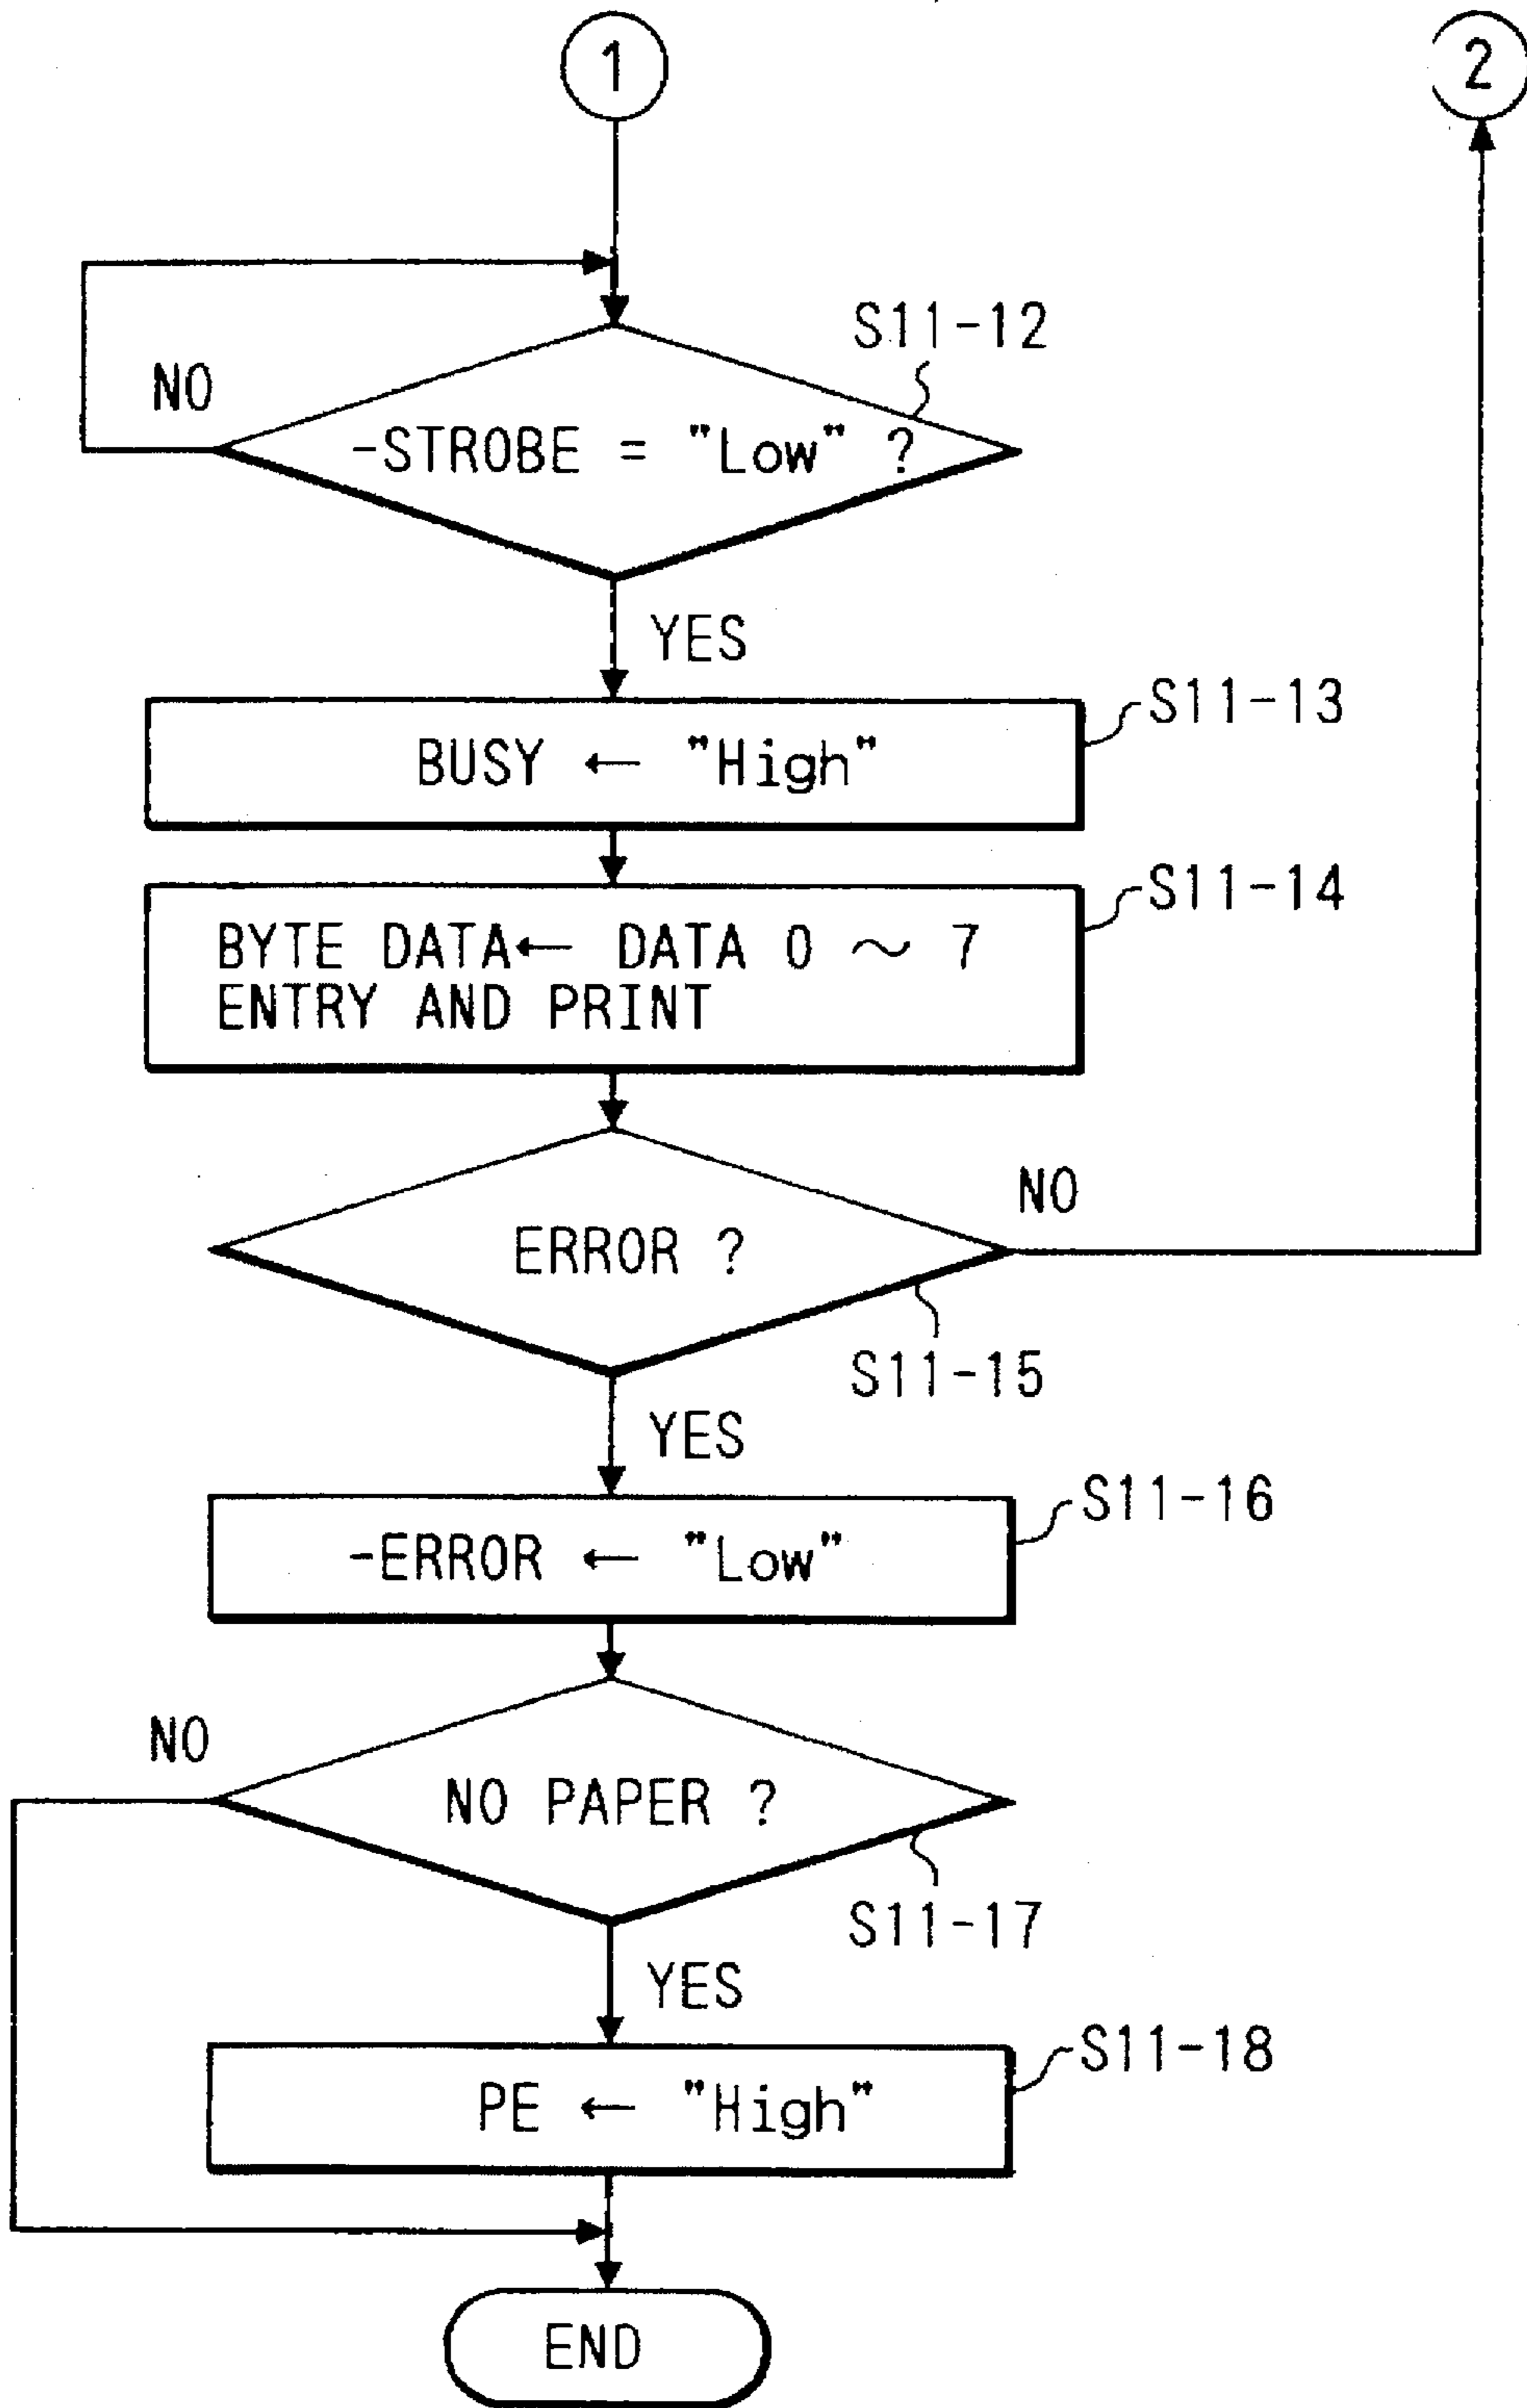 1
2
S11-12
NO
-STROBE = "Low" ?
YES
S11-13
BUSY ← "High"
S11-14
BYTE DATA← DATA 0 ~ 7
ENTRY AND PRINT
NO
ERROR ?
S11-15
YES
S11-16
-ERROR ← "Low"
NO
NO PAPER ?
S11-17
YES
S11-18
PE ← "High"
END